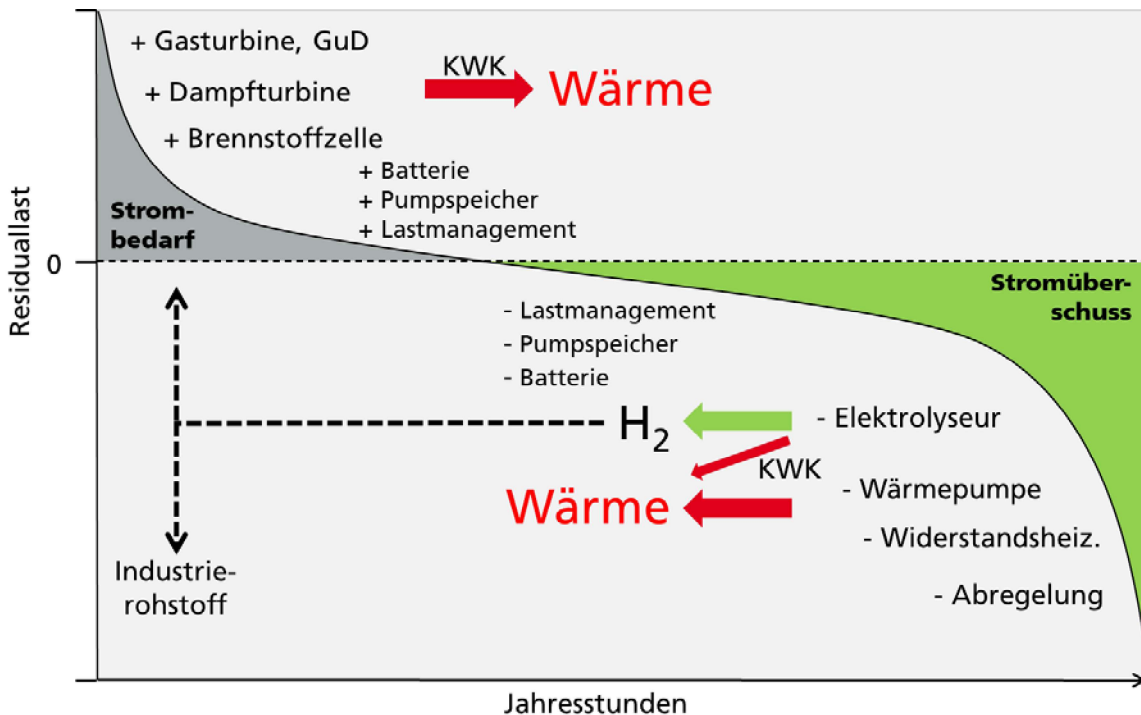 + Gasturbine, GuD
+ Dampfturbine
+ Brennstoffzelle
KWK
Wärme
+ Batterie
+ Pumpspeicher
+ Lastmanagement
Strom-
bedarf
Residuallast
0
Stromüber-
schuss
- Lastmanagement
- Pumpspeicher
- Batterie
H₂
- Elektrolyseur
KWK
Wärme
- Wärmepumpe
- Widerstandsheiz.
- Abregelung
Industrie-
rohstoff
Jahresstunden